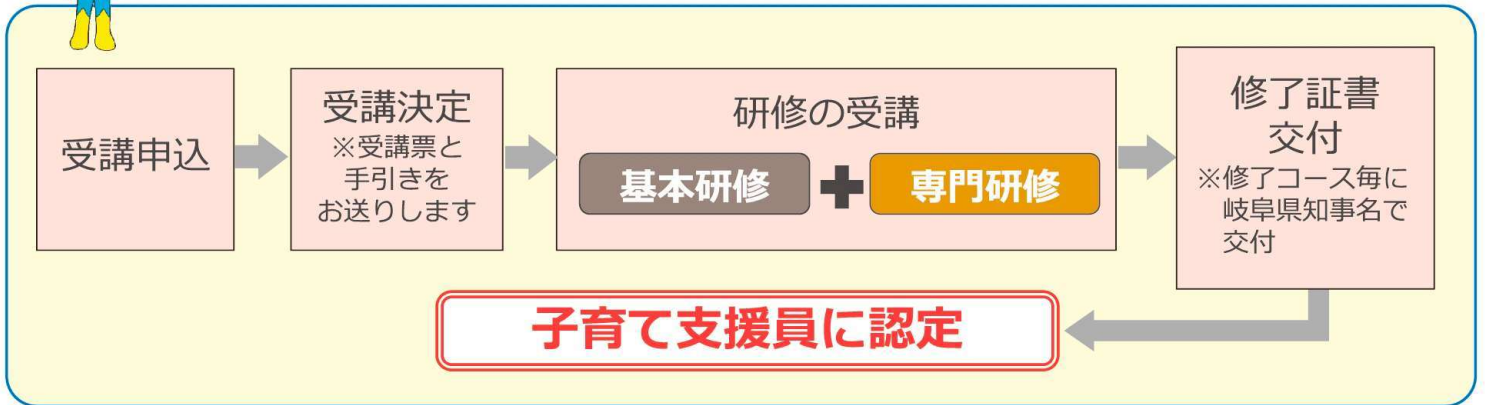 受講申込
受講決定
※受講票と
手引きを
お送りします
研修の受講
基本研修
+
専門研修
修了証書
交付
※修了コース毎に
岐阜県知事名で
交付
子育て支援員に認定